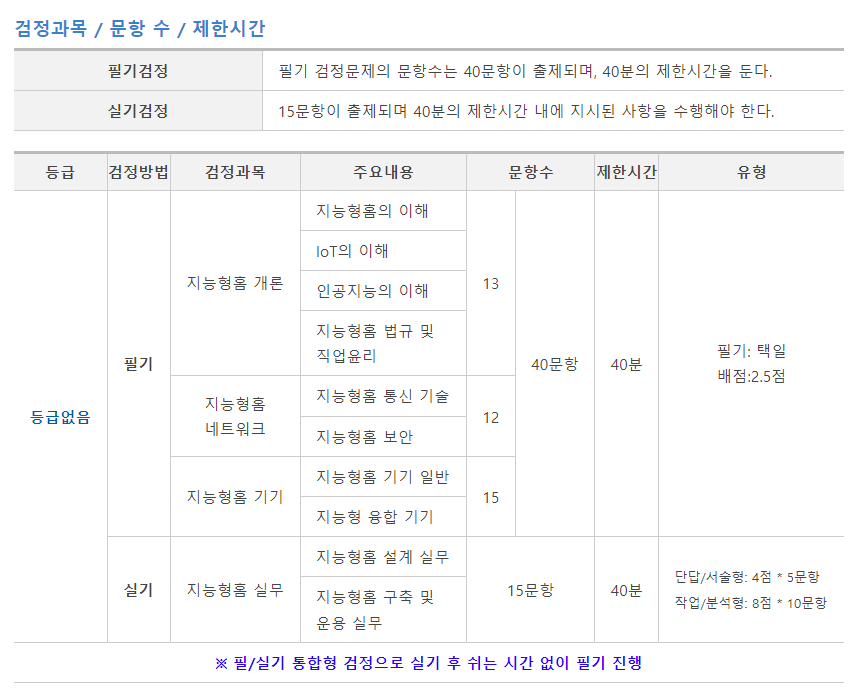 검정과목 / 문항 수 / 제한시간
필기검정
필기 검정문제의 문항수는 40문항이 출제되며, 40분의 제한시간을 둔다.
실기검정
15문항이 출제되며 40분의 제한시간 내에 지시된 사항을 수행해야 한다.
등급 검정방법 검정과목 주요내용 문항수 제한시간 유형
등급없음
필기
지능형홈 개론
지능형홈의 이해
IoT의 이해
인공지능의 이해
지능형홈 법규 및
직업윤리
13
지능형홈
네트워크
지능형홈 통신 기술
지능형홈 보안
12
지능형홈 기기
지능형홈 기기 일반
지능형 융합 기기
15
40문항
40분
필기: 택일
배점:2.5점
실기
지능형홈 실무
지능형홈 설계 실무
지능형홈 구축 및
운용 실무
15문항
40분
단답/서술형: 4점 * 5문항
작업/분석형: 8점 * 10문항
※ 필/실기 통합형 검정으로 실기 후 쉬는 시간 없이 필기 진행